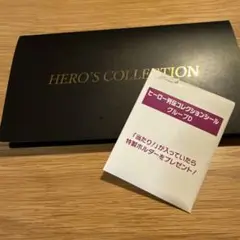 HERO'S COLLECTION
ヒーロー列伝コレクションシール
グループD
「当たり!」が入っていたら
特製ホルダーをプレゼント!